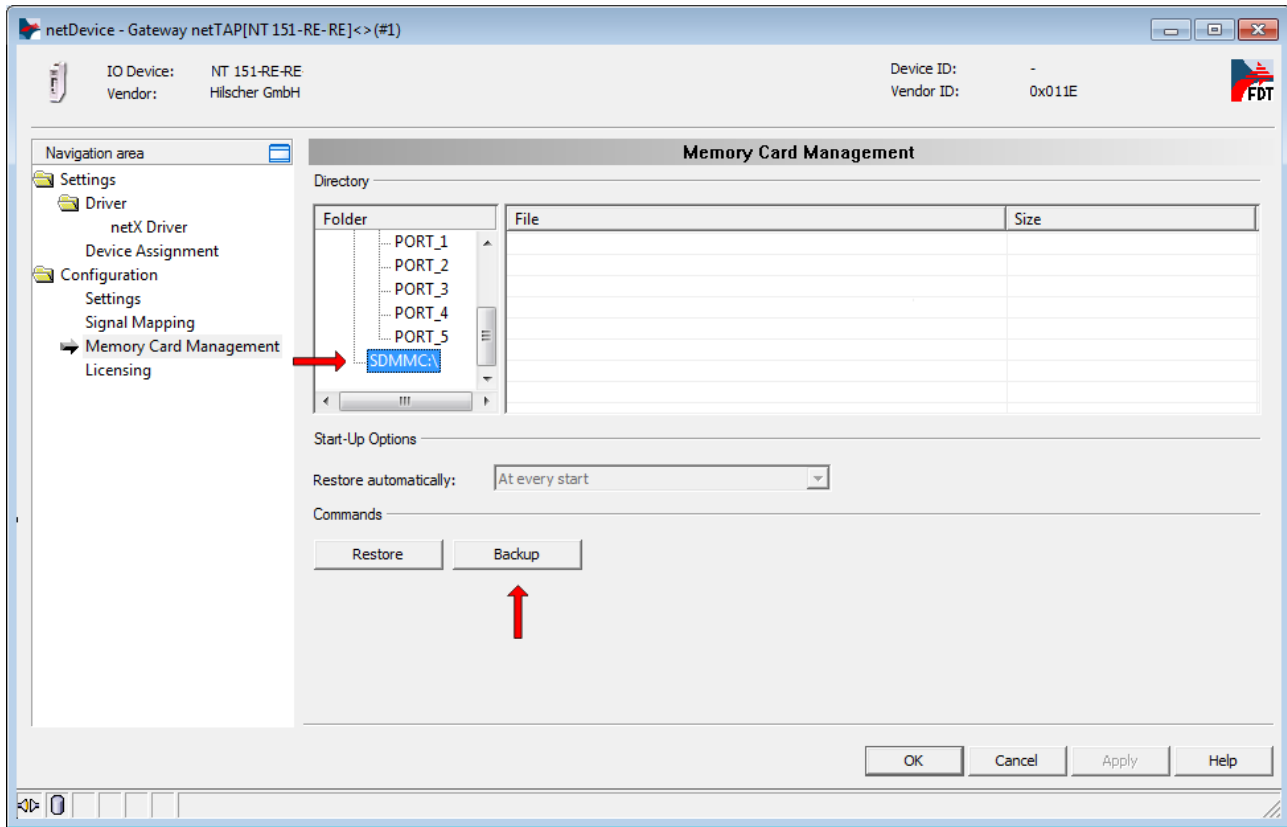 netDevice - Gateway netTAP[NT 151-RE-RE]<>(#1)
IO Device: NT 151-RE-RE Device ID: -
Vendor: Hilscher GmbH Vendor ID: 0x011E
FDT
Navigation area
Settings
Driver
netX Driver
Device Assignment
Configuration
Settings
Signal Mapping
Memory Card Management
Licensing
Memory Card Management
Directory
Folder File Size
PORT_1
PORT_2
PORT_3
PORT_4
PORT_5
SDMMC:\
Start-Up Options
Restore automatically: At every start
Commands
Restore Backup
OK Cancel Apply Help